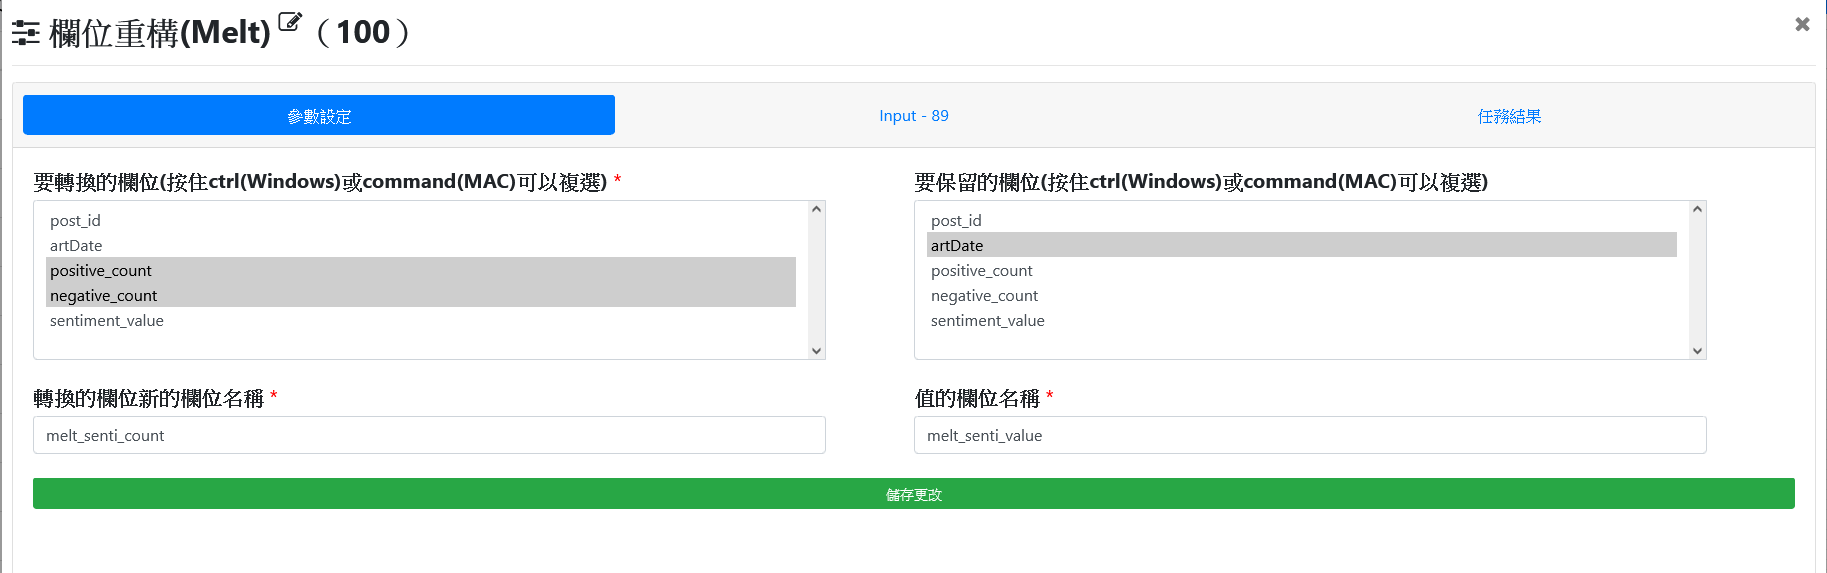 欄位重構(Melt)（100）
參數設定
Input - 89
任務結果
要轉換的欄位(按住ctrl(Windows)或command(MAC)可以複選) *
post_id
artDate
positive_count
negative_count
sentiment_value
要保留的欄位(按住ctrl(Windows)或command(MAC)可以複選)
post_id
artDate
positive_count
negative_count
sentiment_value
轉換的欄位新的欄位名稱 *
melt_senti_count
值的欄位名稱 *
melt_senti_value
儲存更改